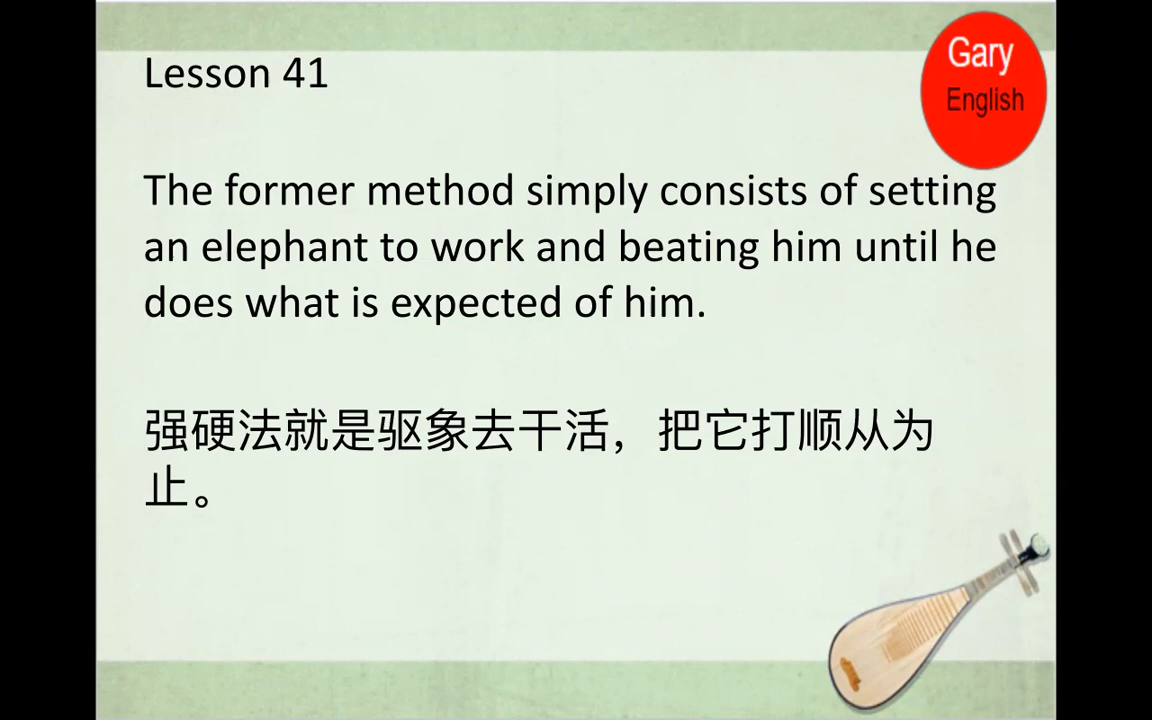 Lesson 41
Gary
English
The former method simply consists of setting
an elephant to work and beating him until he
does what is expected of him.
强硬法就是驱象去干活，把它打顺从为
止。